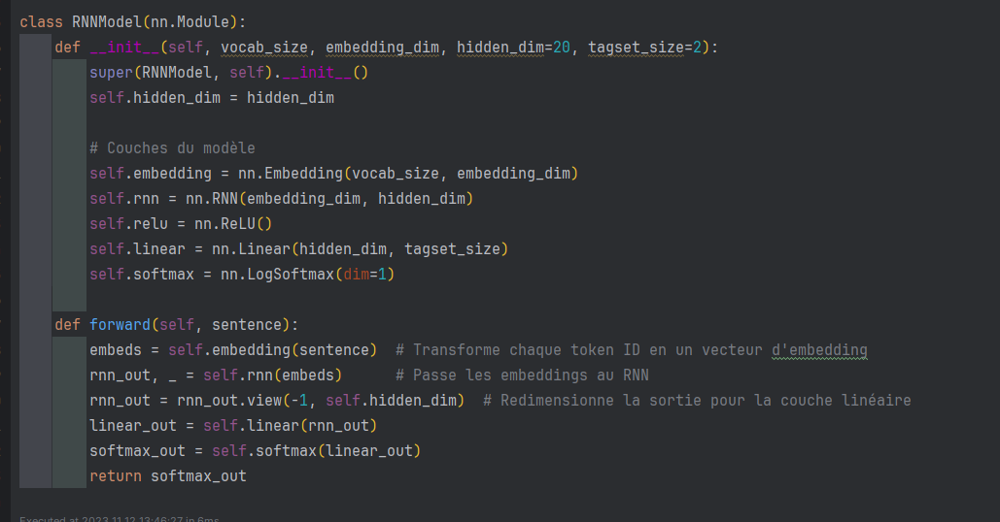 class RNNModel(nn.Module):
def __init__(self, vocab_size, embedding_dim, hidden_dim=20, tagset_size=2):
super(RNNModel, self).__init__()
self.hidden_dim = hidden_dim
# Couches du modèle
self.embedding = nn.Embedding(vocab_size, embedding_dim)
self.rnn = nn.RNN(embedding_dim, hidden_dim)
self.relu = nn.ReLU()
self.linear = nn.Linear(hidden_dim, tagset_size)
self.softmax = nn.LogSoftmax(dim=1)
def forward(self, sentence):
embeds = self.embedding(sentence)  # Transforme chaque token ID en un vecteur d'embedding
rnn_out, _ = self.rnn(embeds)      # Passe les embeddings au RNN
rnn_out = rnn_out.view(-1, self.hidden_dim)  # Redimensionne la sortie pour la couche linéaire
linear_out = self.linear(rnn_out)
softmax_out = self.softmax(linear_out)
return softmax_out
Executed at 2023.11.12 13:46:27 in 6ms